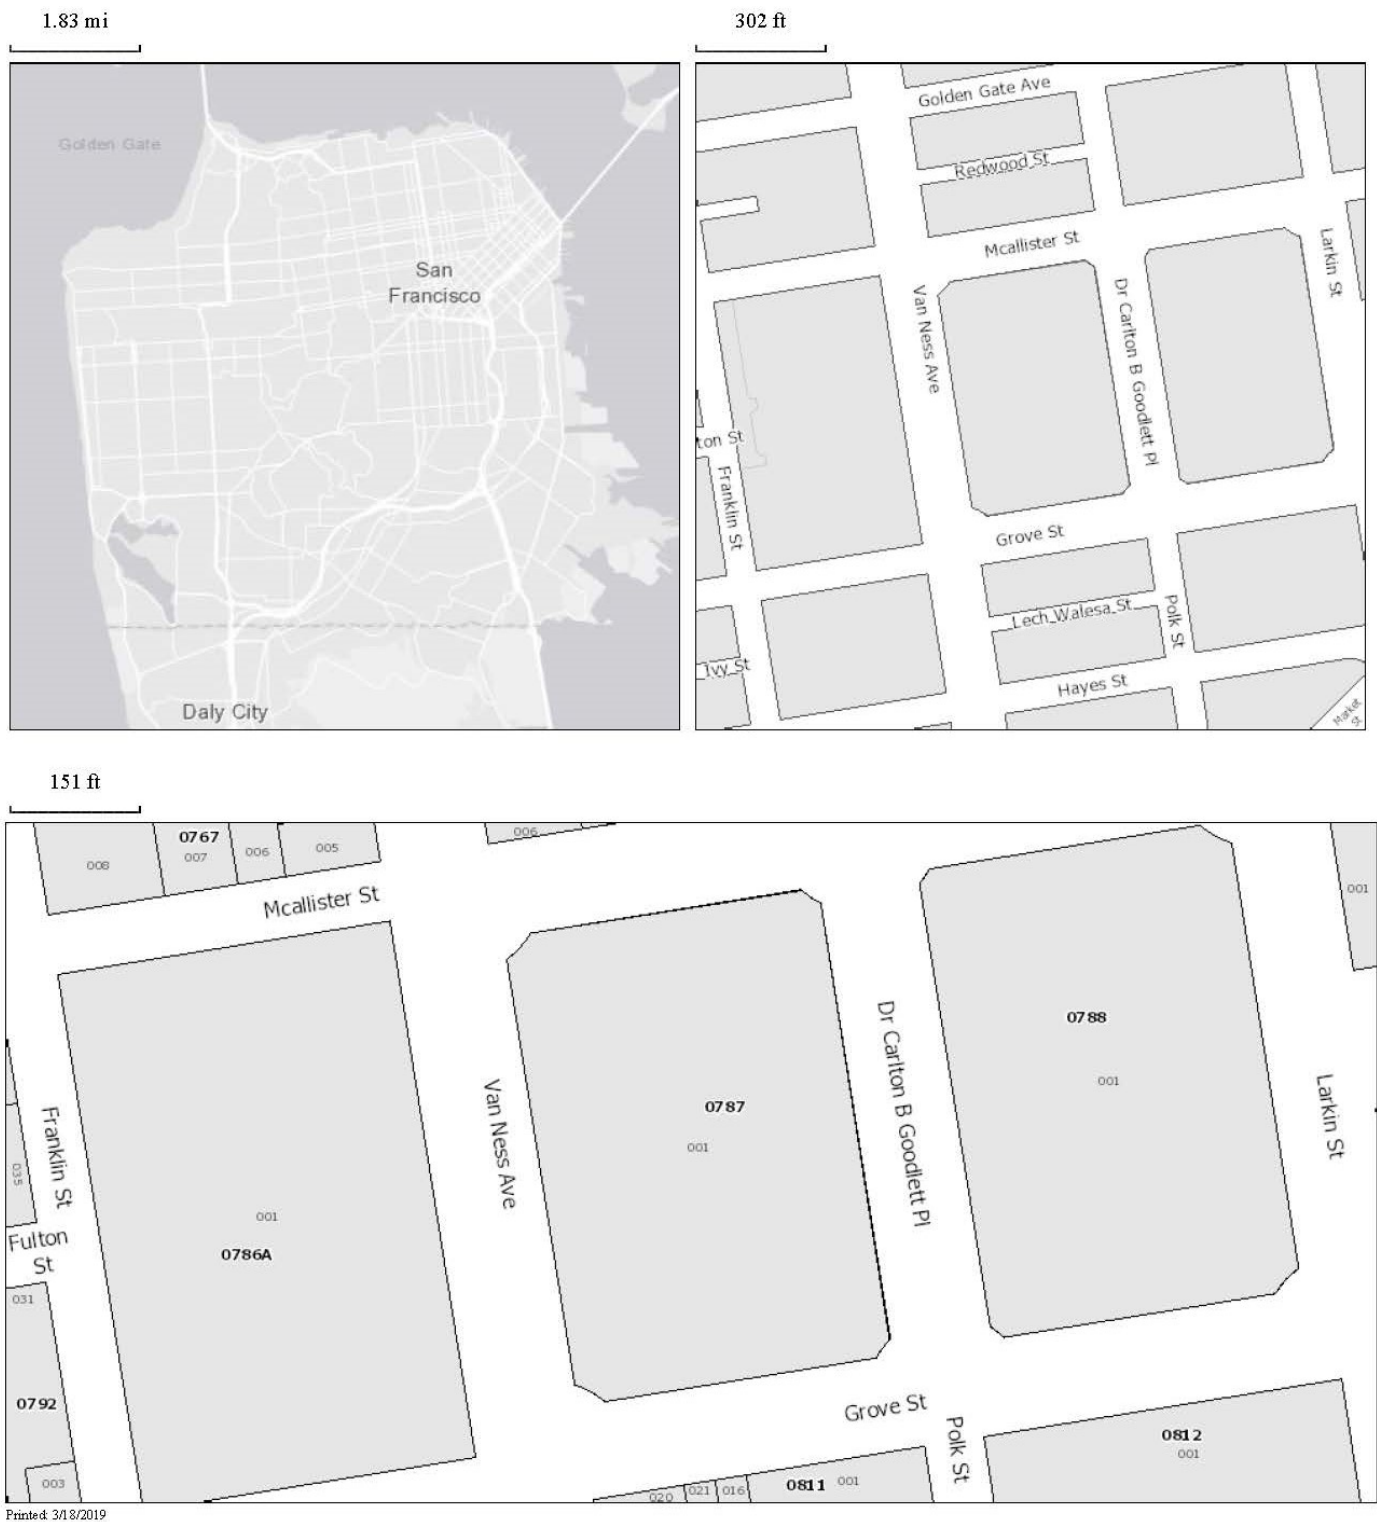 1.83 mi
302 ft
Golden Gate
San
Francisco
Daly City
Golden Gate Ave
Redwood St
Mcallister St
Larkin St
Van Ness Ave
Dr Carlton B Goodlett Pl
ton St
Franklin St
Grove St
Lech Walesa St
Polk St
Ivy St
Hayes St
Market
St
151 ft
0767
008
007
006
005
006
Mcallister St
001
0788
001
0787
001
Dr Carlton B Goodlett Pl
Larkin St
Van Ness Ave
Franklin St
035
001
0786A
Fulton
St
031
0792
003
Grove St
Polk St
0812
001
0811
001
016
021
020
Printed: 3/18/2019